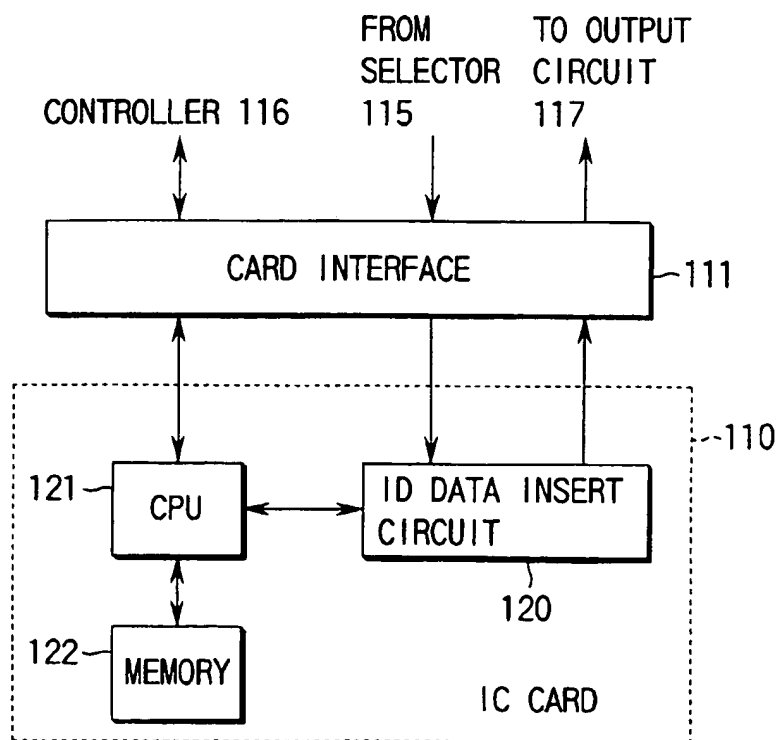 FROM
SELECTOR
115
TO OUTPUT
CIRCUIT
117
CONTROLLER 116
CARD INTERFACE
111
110
121
CPU
ID DATA INSERT
CIRCUIT
120
122
MEMORY
IC CARD